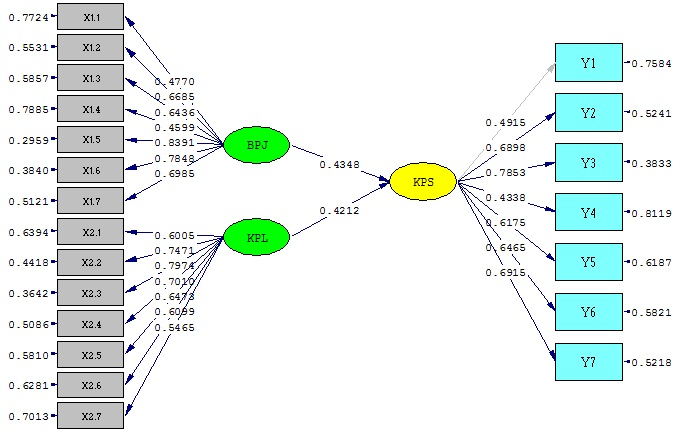 0.7724 X1.1
0.5531 X1.2
0.5857 X1.3
0.7885 X1.4
0.2959 X1.5
0.3840 X1.6
0.5121 X1.7
0.6394 X2.1
0.4418 X2.2
0.3642 X2.3
0.5086 X2.4
0.5810 X2.5
0.6281 X2.6
0.7013 X2.7
0.4770
0.6685
0.6436
0.4599
0.8391
0.7848
0.6985
0.6005
0.7471
0.7974
0.7010
0.6473
0.6099
0.5465
BPJ
KPL
0.4348
0.4212
KPS
0.4915
0.6898
0.7853
0.4338
0.6175
0.6465
0.6915
Y1 0.7584
Y2 0.5241
Y3 0.3833
Y4 0.8119
Y5 0.6187
Y6 0.5821
Y7 0.5218